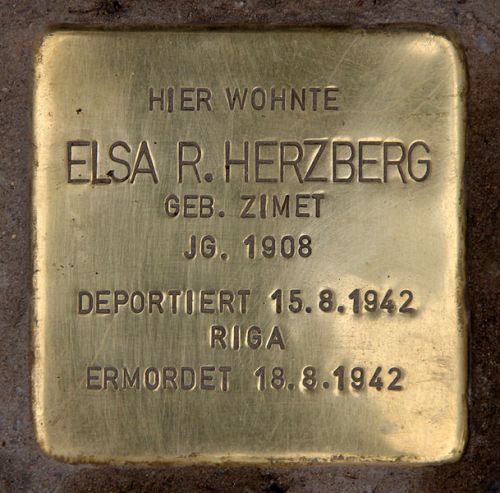 HIER WOHNTE
ELSA R. HERZBERG
GEB. ZIMET
JG. 1908
DEPORTIERT 15.8.1942
RIGA
ERMORDET 18.8.1942